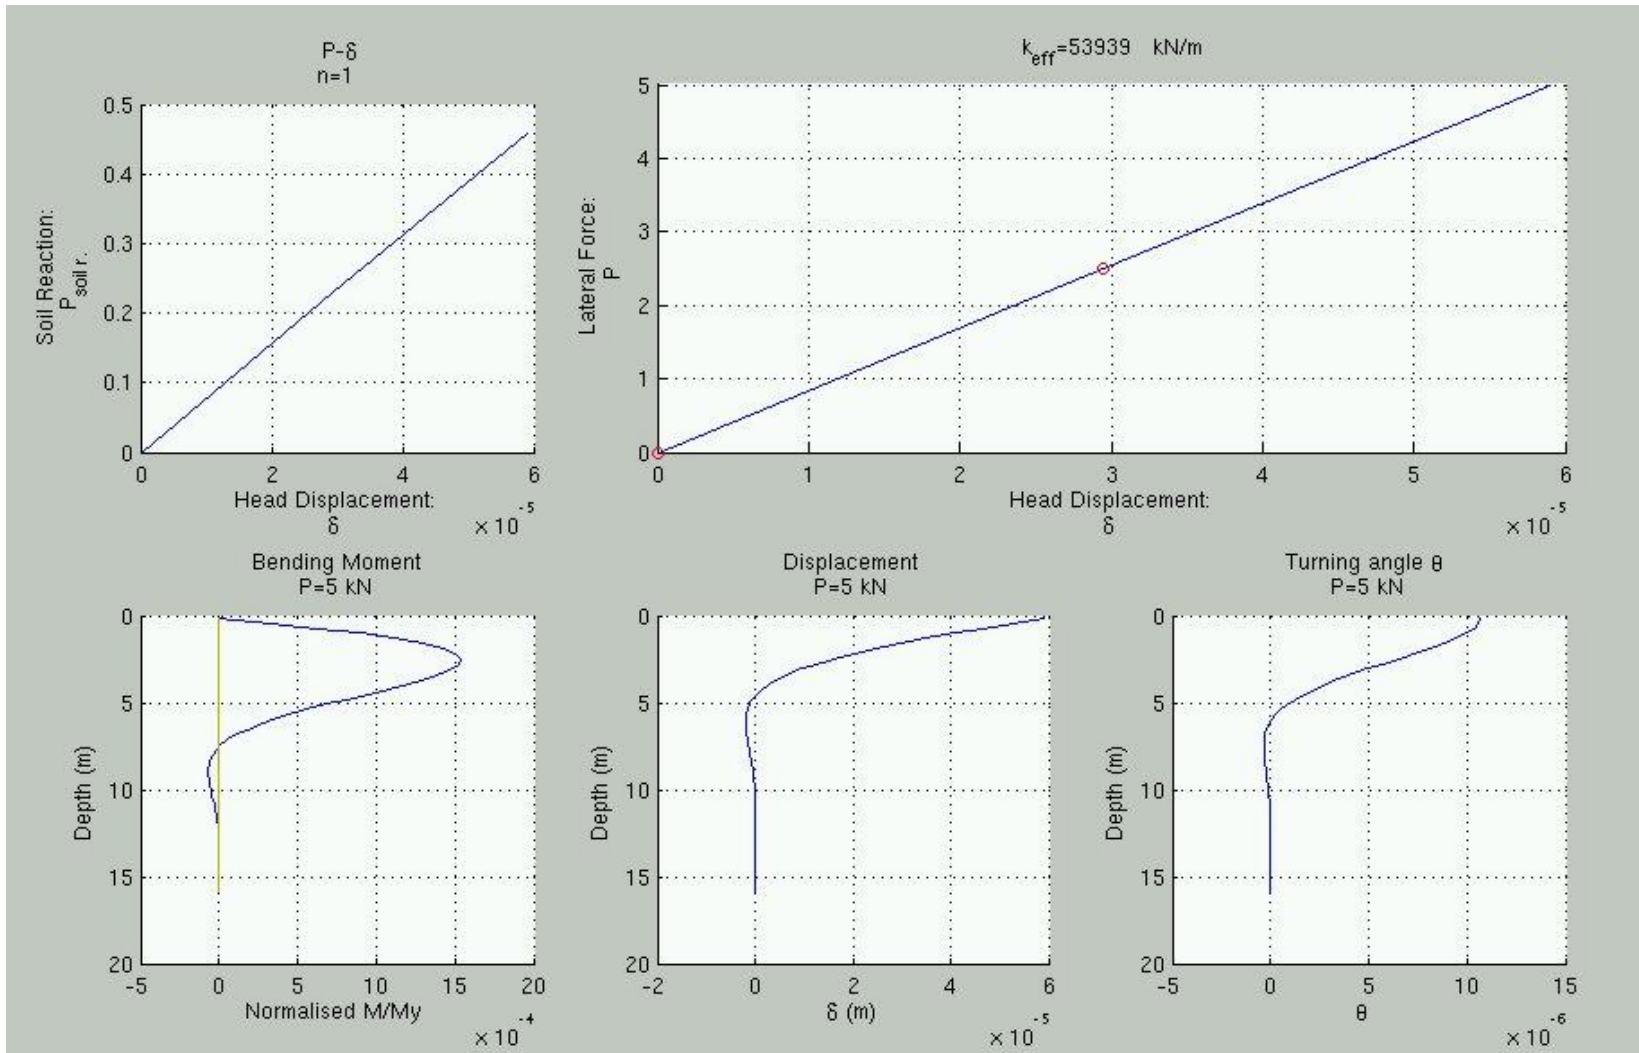 P-δ
n=1
0.5
0.4
0.3
0.2
0.1
0
Soil Reaction:
P soil r.
0 2 4 6
Head Displacement:
δ
×10 -5
k eff=53939 kN/m
5
4
3
2
1
0
Lateral Force:
P
0 1 2 3 4 5 6
Head Displacement:
δ
×10 -5
Bending Moment
P=5 kN
0
5
10
15
20
Depth (m)
-5 0 5 10 15 20
Normalised M/My
×10 -4
Displacement
P=5 kN
0
5
10
15
20
Depth (m)
-2 0 2 4 6
δ (m)
×10 -5
Turning angle θ
P=5 kN
0
5
10
15
20
Depth (m)
-5 0 5 10 15
θ
×10 -6